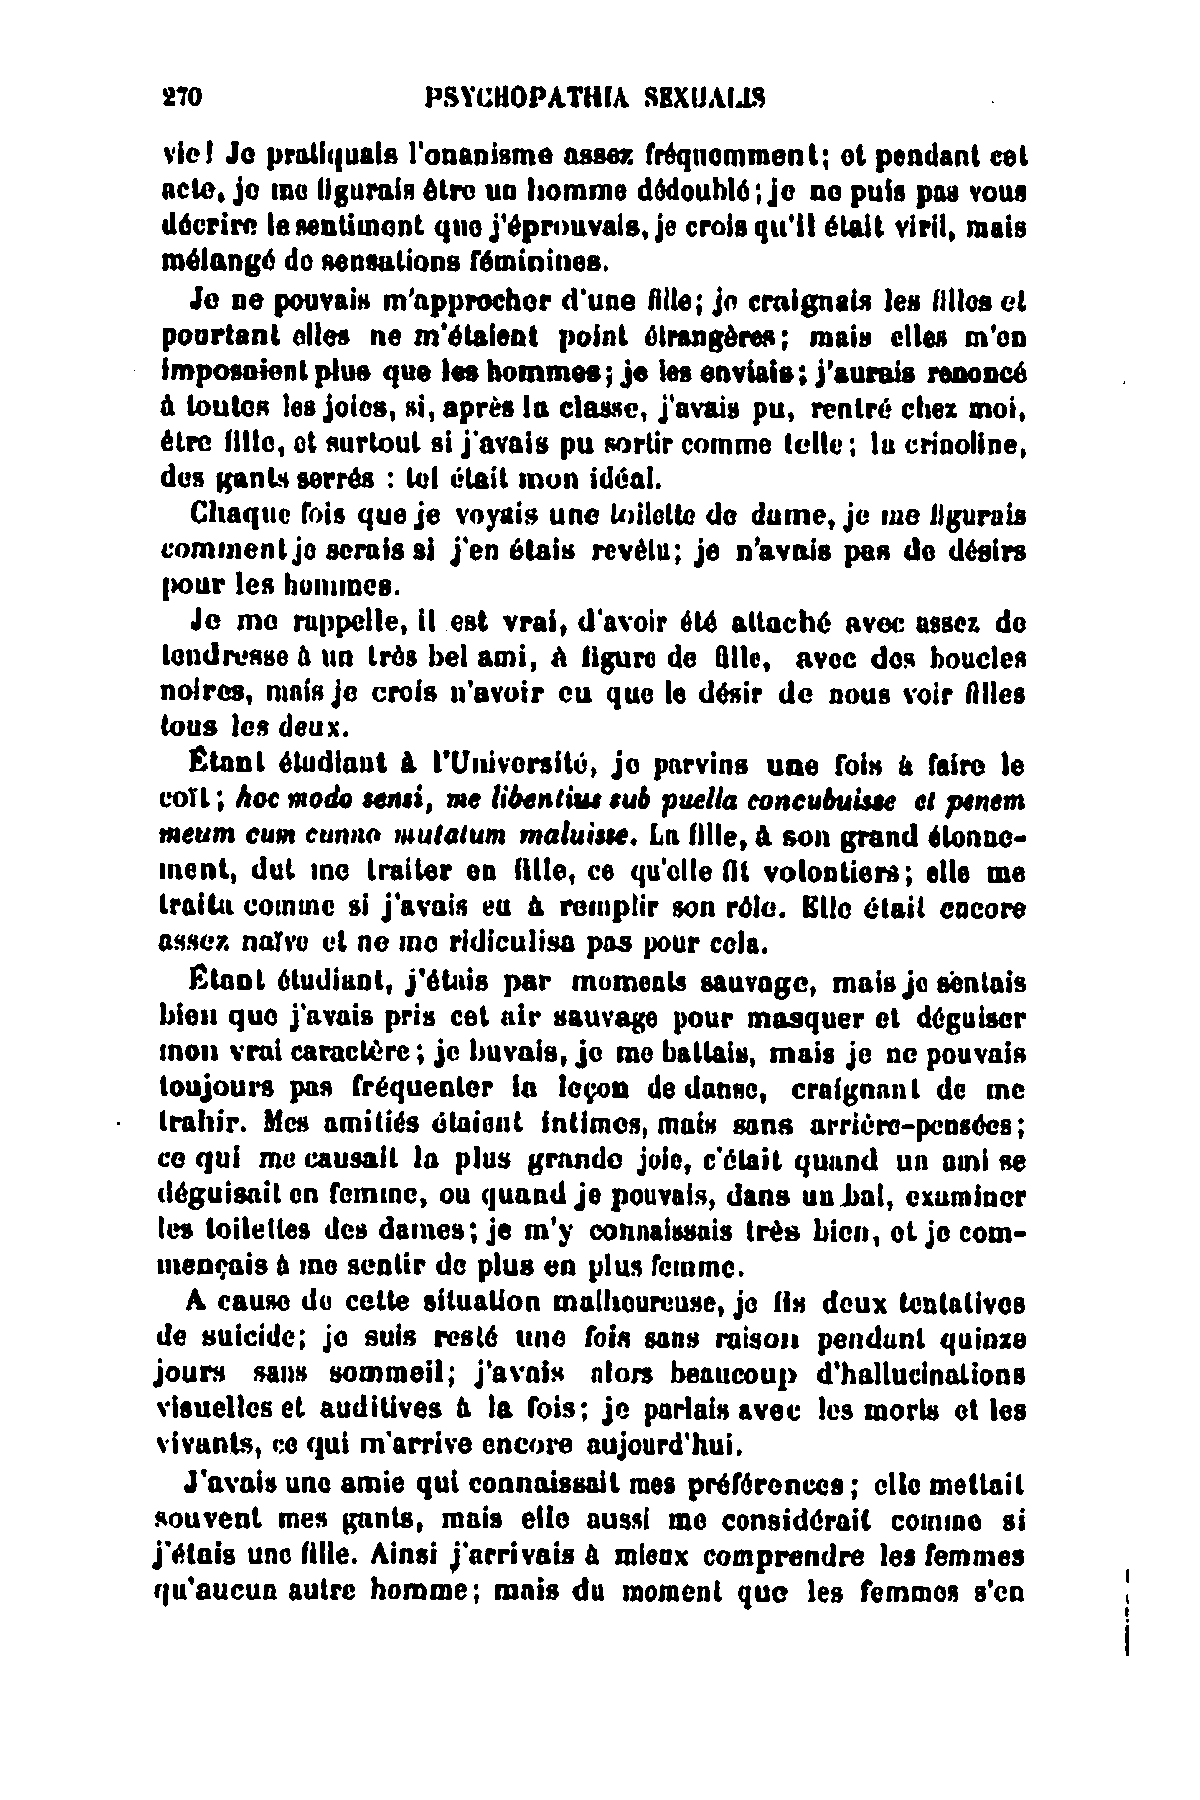 270 PSYCHOPATHIA SEXUALIS
vie! Je pratiquais l'onanisme assez fréquemment; et pendant cet
acte, je me figurais être un homme dédoublé; je ne puis pas vous
décrire le sentiment que j'éprouvais, je crois qu'il était viril, mais
mélangé de sensations féminines.
Je ne pouvais m'approcher d'une fille; je craignais les filles et
pourtant elles ne m'étaient point étrangères; mais elles m'en
imposaient plus que les hommes; je les enviais; j'aurais renoncé
à toutes les joies, si, après la classe, j'avais pu, rentré chez moi,
être fille, et surtout si j'avais pu sortir comme telle; la crinoline,
des gants serrés : tel était mon idéal.
Chaque fois que je voyais une toilette de dame, je me figurais
comment je serais si j'en étais revêtu; je n'avais pas de désirs
pour les hommes.
Je me rappelle, il est vrai, d'avoir été attaché avec assez de
tendresse à un très bel ami, à figure de fille, avec des boucles
noires, mais je crois n'avoir eu que le désir de nous voir filles
tous les deux.
Étant étudiant à l'Université, je parvins une fois à faire le
coït; hoc modo sensi, me libentius sub puella concubuisse et penem
meum cum cunno mutatum maluisse. La fille, à son grand étonne-
ment, dut me traiter en fille, ce qu'elle fit volontiers; elle me
traita comme si j'avais eu à remplir son rôle. Elle était encore
assez naïve et ne me ridiculisa pas pour cela.
Étant étudiant, j'étais par moments sauvage, mais je sentais
bien que j'avais pris cet air sauvage pour masquer et déguiser
mon vrai caractère; je buvais, je me battais, mais je ne pouvais
toujours pas fréquenter la leçon de danse, craignant de me
trahir. Mes amitiés étaient intimes, mais sans arrière-pensées;
ce qui me causait la plus grande joie, c'était quand un ami se
déguisait en femme, ou quand je pouvais, dans un bal, examiner
les toilettes des dames; je m'y connaissais très bien, et je com-
mençais à me sentir de plus en plus femme.
A cause de cette situation malheureuse, je fis deux tentatives
de suicide; je suis resté une fois sans raison pendant quinze
jours sans sommeil; j'avais alors beaucoup d'hallucinations
visuelles et auditives à la fois; je parlais avec les morts et les
vivants, ce qui m'arrive encore aujourd'hui.
J'avais une amie qui connaissait mes préférences; elle mettait
souvent mes gants, mais elle aussi me considérait comme si
j'étais une fille. Ainsi j'arrivais à mieux comprendre les femmes
qu'aucun autre homme; mais du moment que les femmes s'en